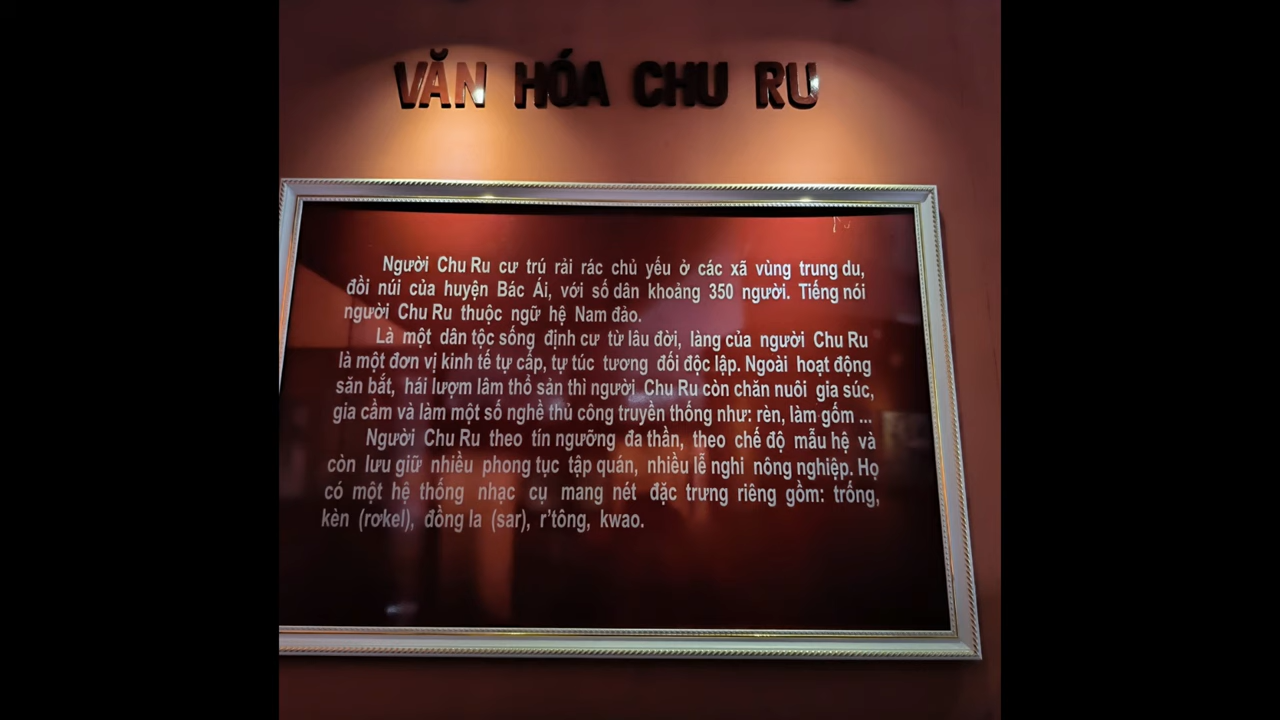 VĂN HÓA CHU RU
Người Chu Ru cư trú rải rác chủ yếu ở các xã vùng trung du,
đồi núi của huyện Bác Ái, với số dân khoảng 350 người. Tiếng nói
người Chu Ru thuộc ngữ hệ Nam đảo.
Là một dân tộc sống định cư từ lâu đời, làng của người Chu Ru
là một đơn vị kinh tế tự cấp, tự túc tương đối độc lập. Ngoài hoạt động
săn bắt, hái lượm lâm thổ sản thì người Chu Ru còn chăn nuôi gia súc,
gia cầm và làm một số nghề thủ công truyền thống như: rèn, làm gốm ...
Người Chu Ru theo tín ngưỡng đa thần, theo chế độ mẫu hệ và
còn lưu giữ nhiều phong tục tập quán, nhiều lễ nghi nông nghiệp. Họ
có một hệ thống nhạc cụ mang nét đặc trưng riêng gồm: trống,
kèn (rơkel), đồng la (sar), r'tông, kwao.